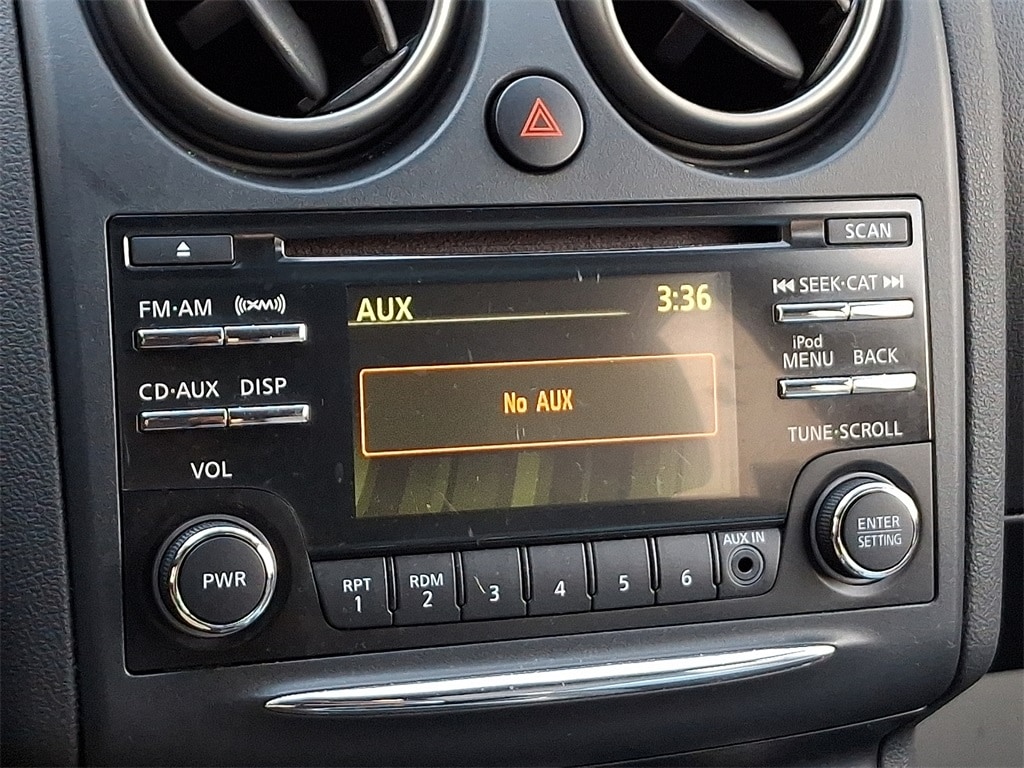 SCAN
FM·AM
((XM))
SEEK·CAT
AUX
3:36
iPod
MENU
BACK
CD·AUX
DISP
No AUX
TUNE·SCROLL
VOL
ENTER
SETTING
PWR
RPT
1
RDM
2
3
4
5
6
AUX IN